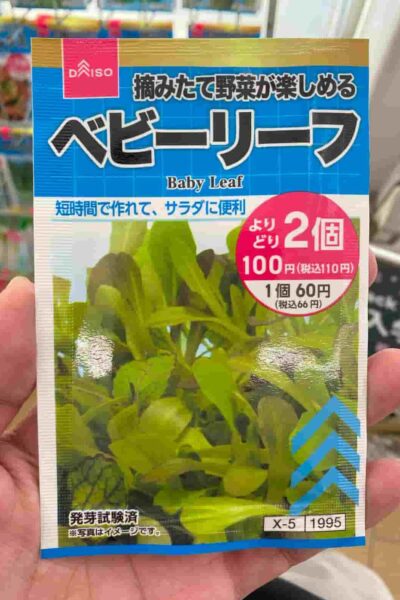 DAISO
摘みたて野菜が楽しめる
ベビーリーフ
Baby Leaf
短時間で作れて、サラダに便利
よりどり2個
100円(税込110円)
1個 60円
(税込66円)
発芽試験済
※写真はイメージです。
X-5 1995